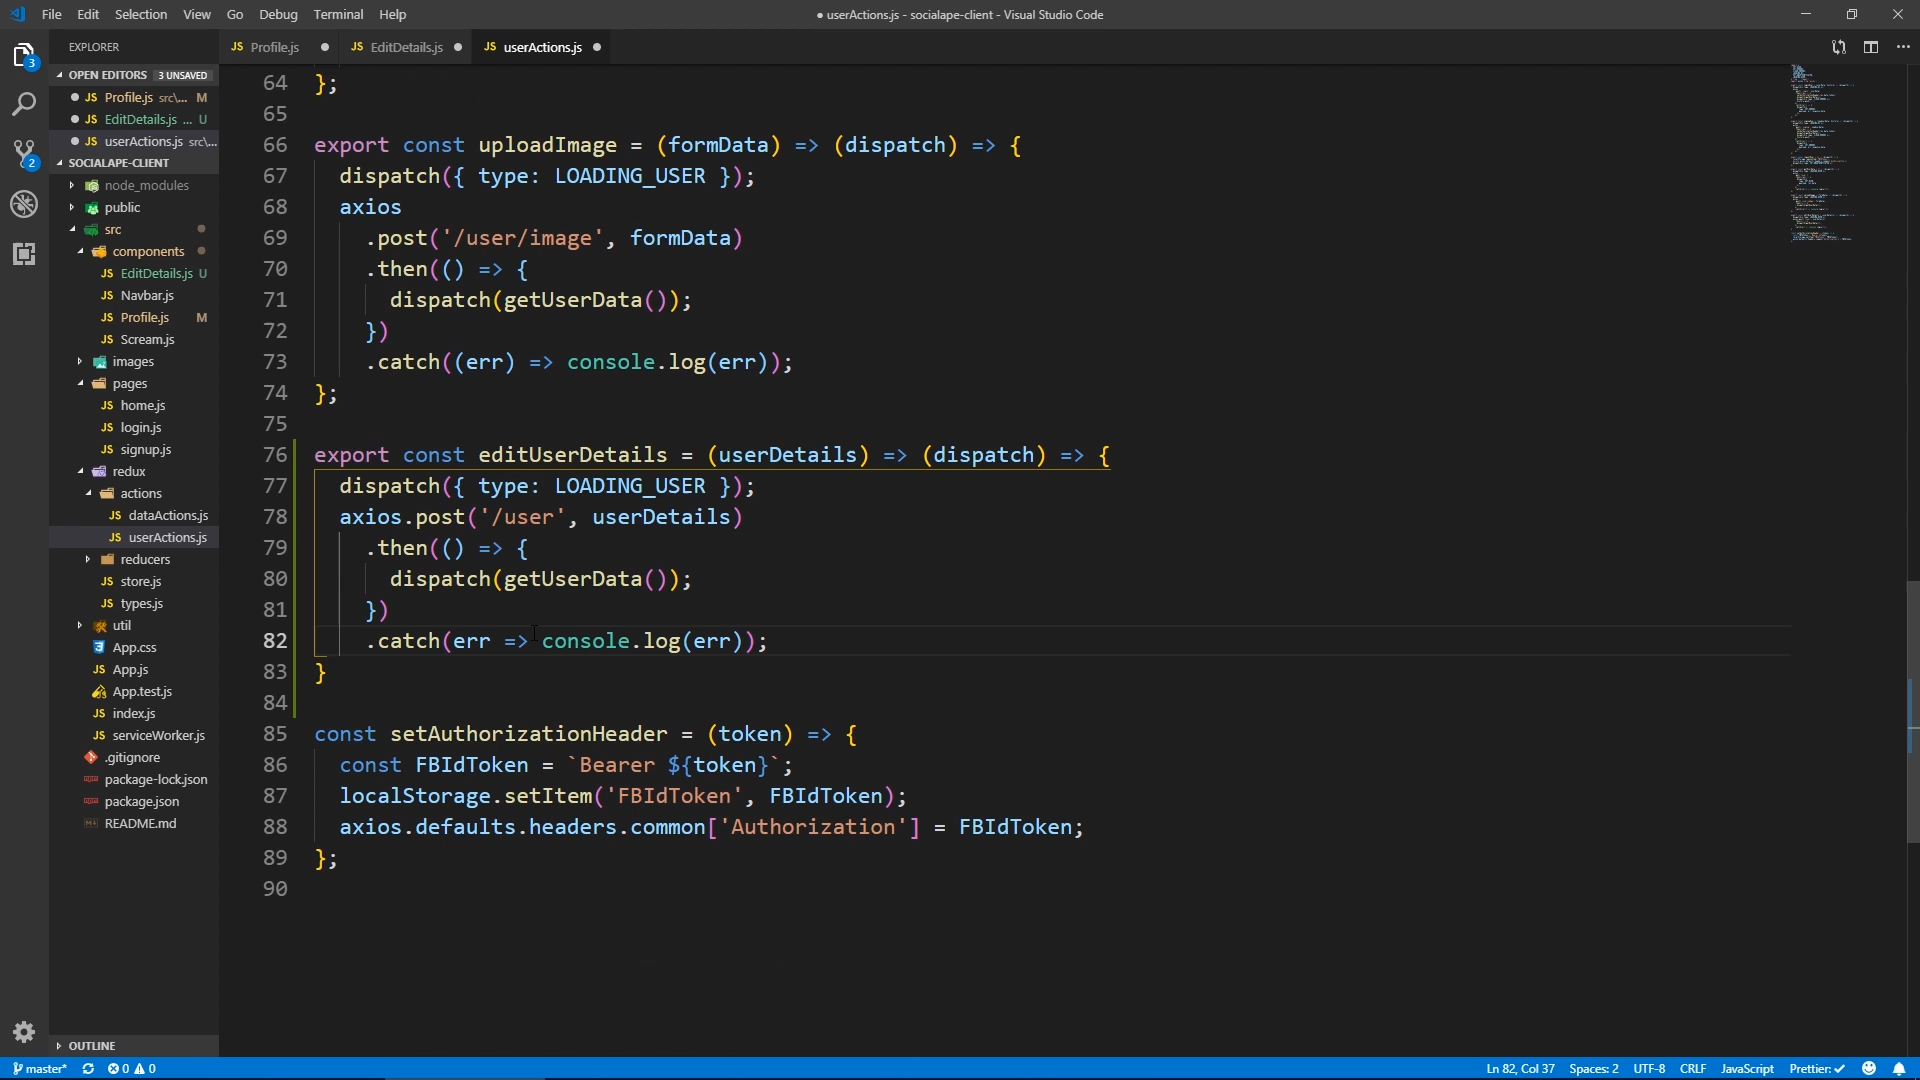 File Edit Selection View Go Debug Terminal Help
● userActions.js - socialape-client - Visual Studio Code
EXPLORER
JS Profile.js ●
JS EditDetails.js ●
JS userActions.js ●
OPEN EDITORS 3 UNSAVED
● JS Profile.js src\... M
● JS EditDetails.js ... U
● JS userActions.js src\...
SOCIALAPE-CLIENT
node_modules
public
src
components
JS EditDetails.js U
JS Navbar.js
JS Profile.js M
JS Scream.js
images
pages
JS home.js
JS login.js
JS signup.js
redux
actions
JS dataActions.js
JS userActions.js
reducers
JS store.js
JS types.js
util
App.css
JS App.js
App.test.js
JS index.js
JS serviceWorker.js
.gitignore
package-lock.json
package.json
README.md
OUTLINE
3
2
64 };
65
66 export const uploadImage = (formData) => (dispatch) => {
67 dispatch({ type: LOADING_USER });
68 axios
69 .post('/user/image', formData)
70 .then(() => {
71 dispatch(getUserData());
72 })
73 .catch((err) => console.log(err));
74 };
75
76 export const editUserDetails = (userDetails) => (dispatch) => {
77 dispatch({ type: LOADING_USER });
78 axios.post('/user', userDetails)
79 .then(() => {
80 dispatch(getUserData());
81 })
82 .catch(err => console.log(err));
83 }
84
85 const setAuthorizationHeader = (token) => {
86 const FBIdToken = `Bearer ${token}`;
87 localStorage.setItem('FBIdToken', FBIdToken);
88 axios.defaults.headers.common['Authorization'] = FBIdToken;
89 };
90
master* 0 0 Ln 82, Col 37 Spaces: 2 UTF-8 CRLF JavaScript Prettier: ✓